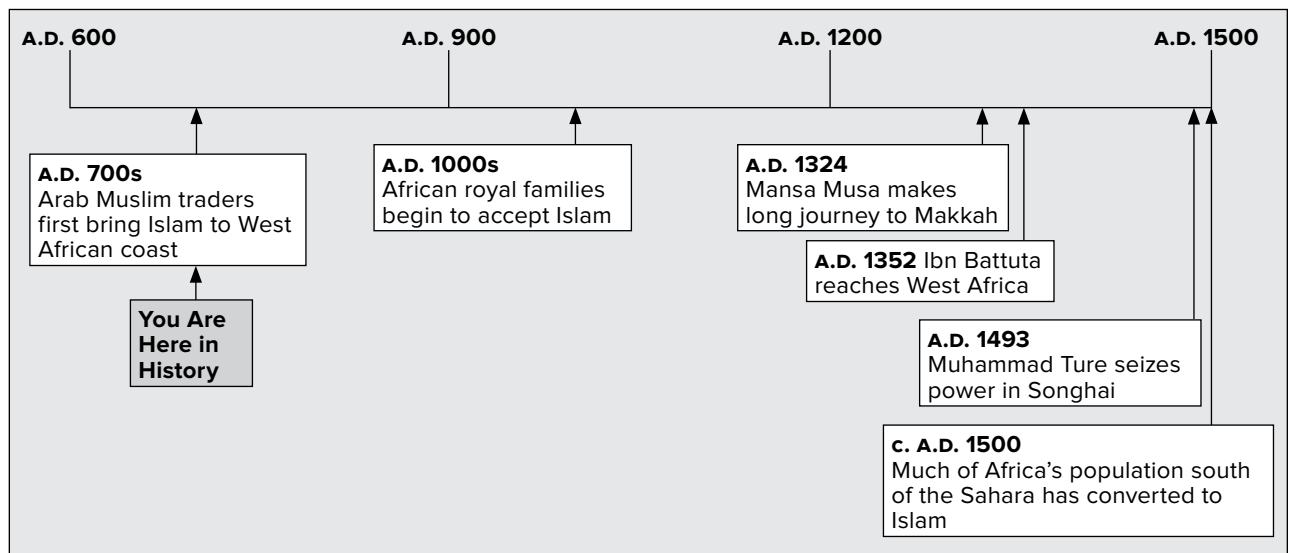 A.D. 600
A.D. 900
A.D. 1200
A.D. 1500
A.D. 700s
Arab Muslim traders
first bring Islam to West
African coast
You Are
Here in
History
A.D. 1000s
African royal families
begin to accept Islam
A.D. 1324
Mansa Musa makes
long journey to Makkah
A.D. 1352 Ibn Battuta
reaches West Africa
A.D. 1493
Muhammad Ture seizes
power in Songhai
c. A.D. 1500
Much of Africa's population south
of the Sahara has converted to
Islam